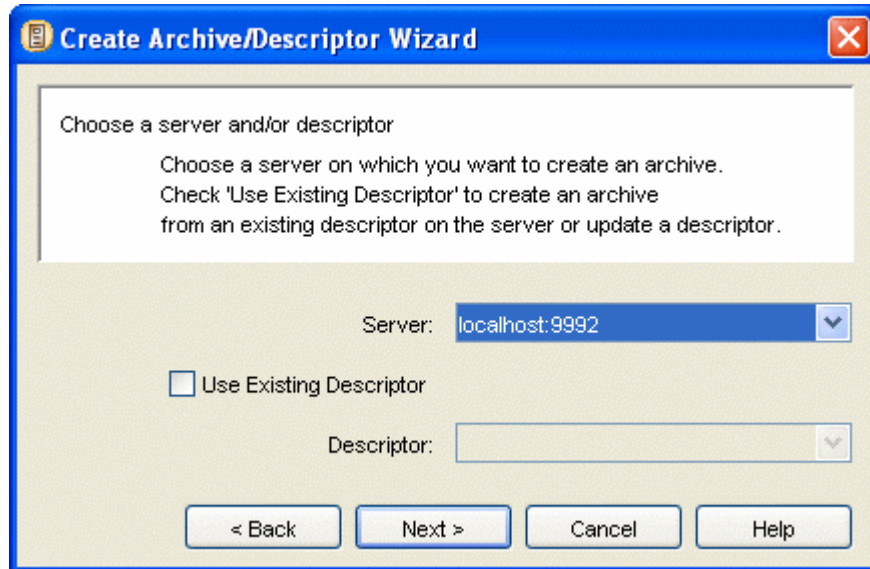 Create Archive/Descriptor Wizard
Choose a server and/or descriptor
Choose a server on which you want to create an archive.
Check 'Use Existing Descriptor' to create an archive
from an existing descriptor on the server or update a descriptor.
Server: localhost:9992
Use Existing Descriptor
Descriptor:
< Back Next > Cancel Help